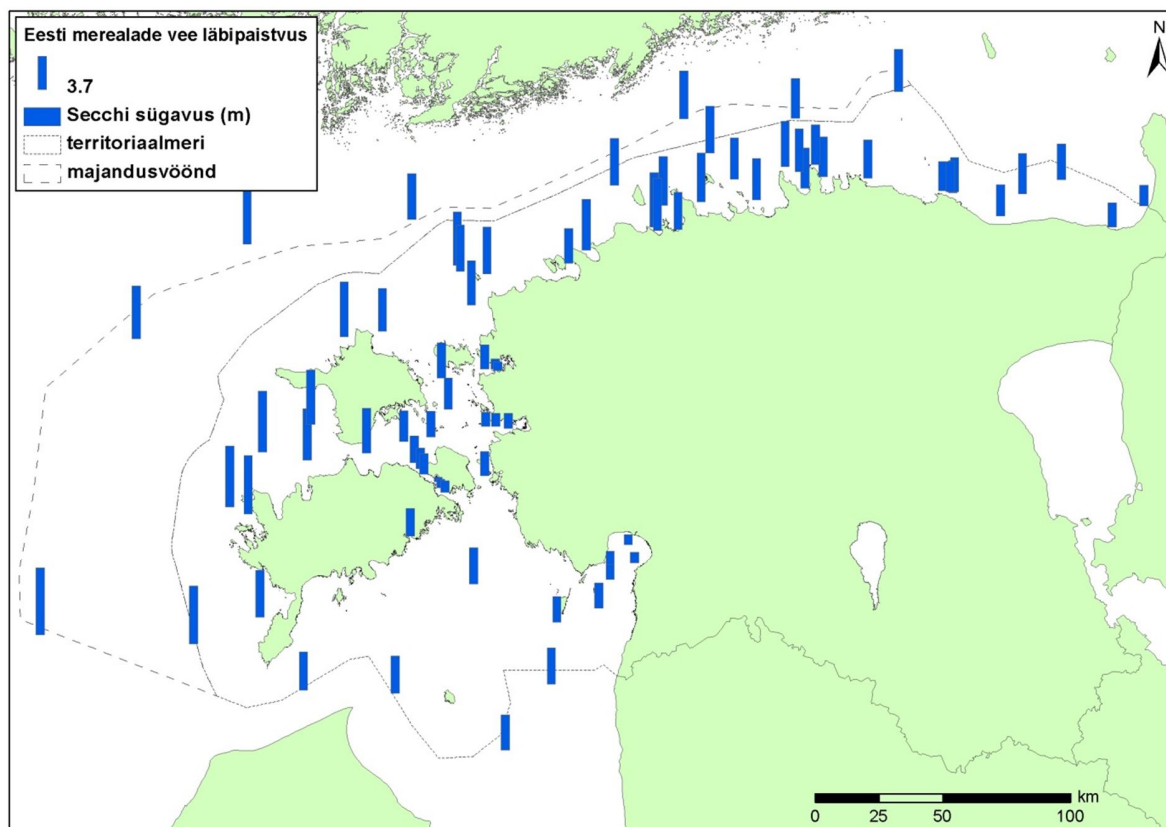 Eesti merealade vee läbipaistvus
3.7
Secchi sügavus (m)
territoriaalmeri
majandusvöönd
N
km
0 25 50 100